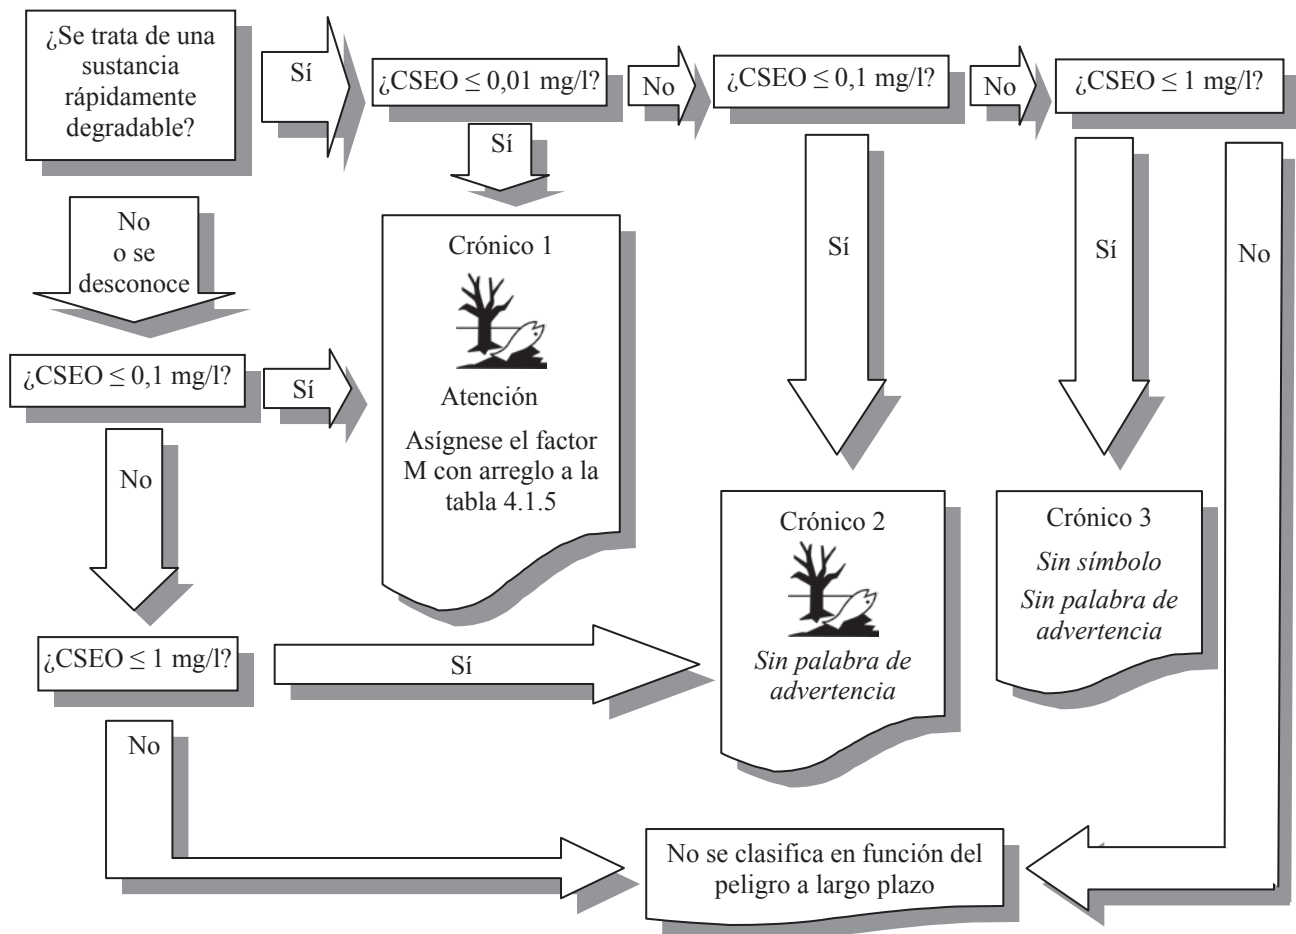 ¿Se trata de una
sustancia
rápidamente
degradable?
Sí
¿CSEO ≤ 0,01 mg/l?
No
¿CSEO ≤ 0,1 mg/l?
No
¿CSEO ≤ 1 mg/l?
Sí
No
o se
desconoce
Crónico 1
Atención
Asígnese el factor
M con arreglo a la
tabla 4.1.5
Sí
Sí
No
¿CSEO ≤ 0,1 mg/l?
Sí
No
Crónico 2
Sin palabra de
advertencia
Crónico 3
Sin símbolo
Sin palabra de
advertencia
¿CSEO ≤ 1 mg/l?
Sí
No
No se clasifica en función del
peligro a largo plazo